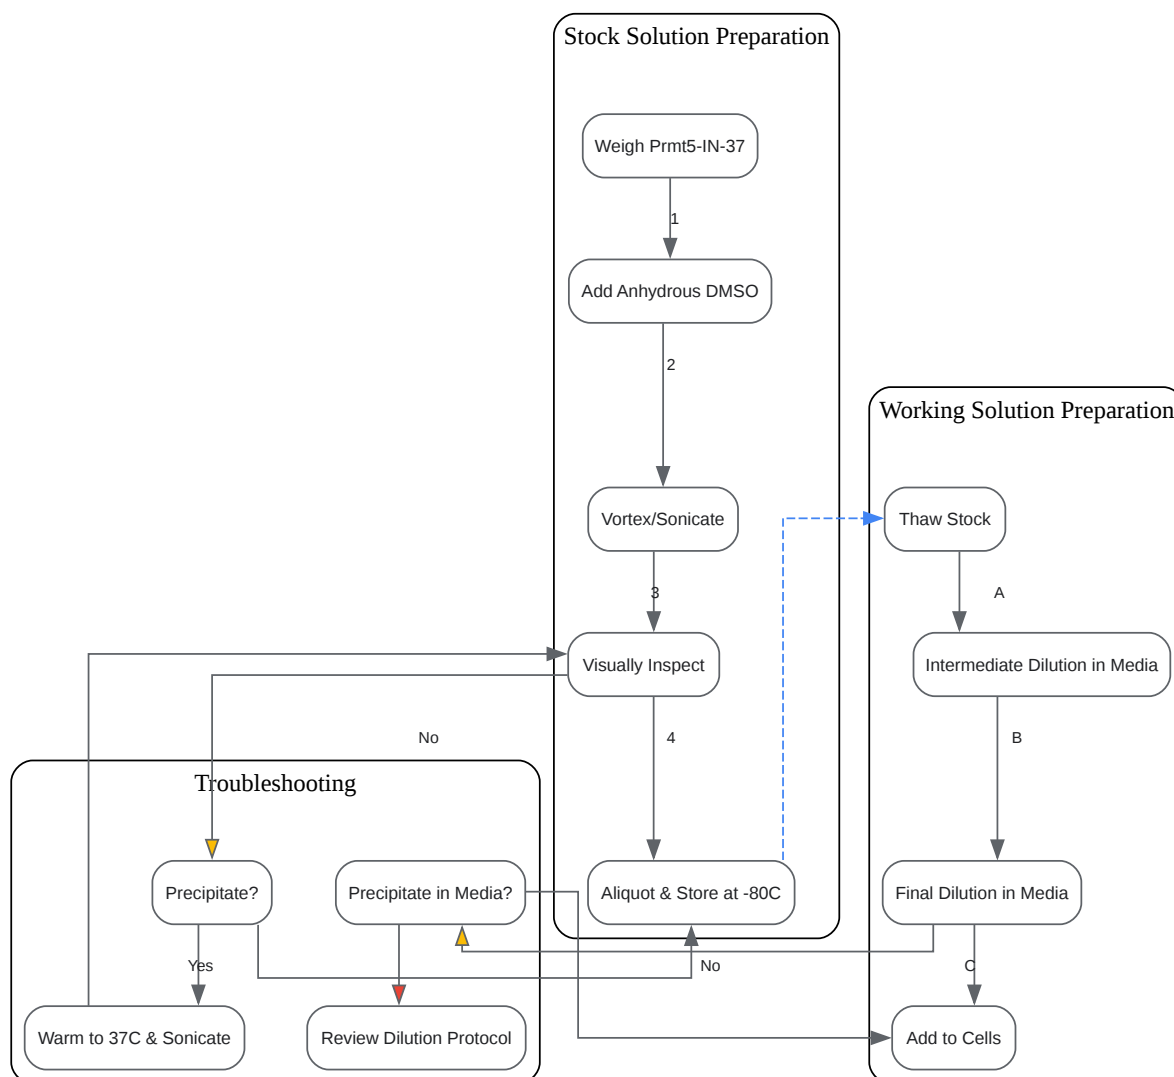 Stock Solution Preparation
Weigh Prmt5-IN-37
1
Add Anhydrous DMSO
2
Working Solution Preparation
Vortex/Sonicate
Thaw Stock
3
A
Visually Inspect
Intermediate Dilution in Media
No
4
B
Troubleshooting
Precipitate?
Precipitate in Media?
Aliquot & Store at -80C
Final Dilution in Media
Yes
No
C
Warm to 37C & Sonicate
Review Dilution Protocol
Add to Cells